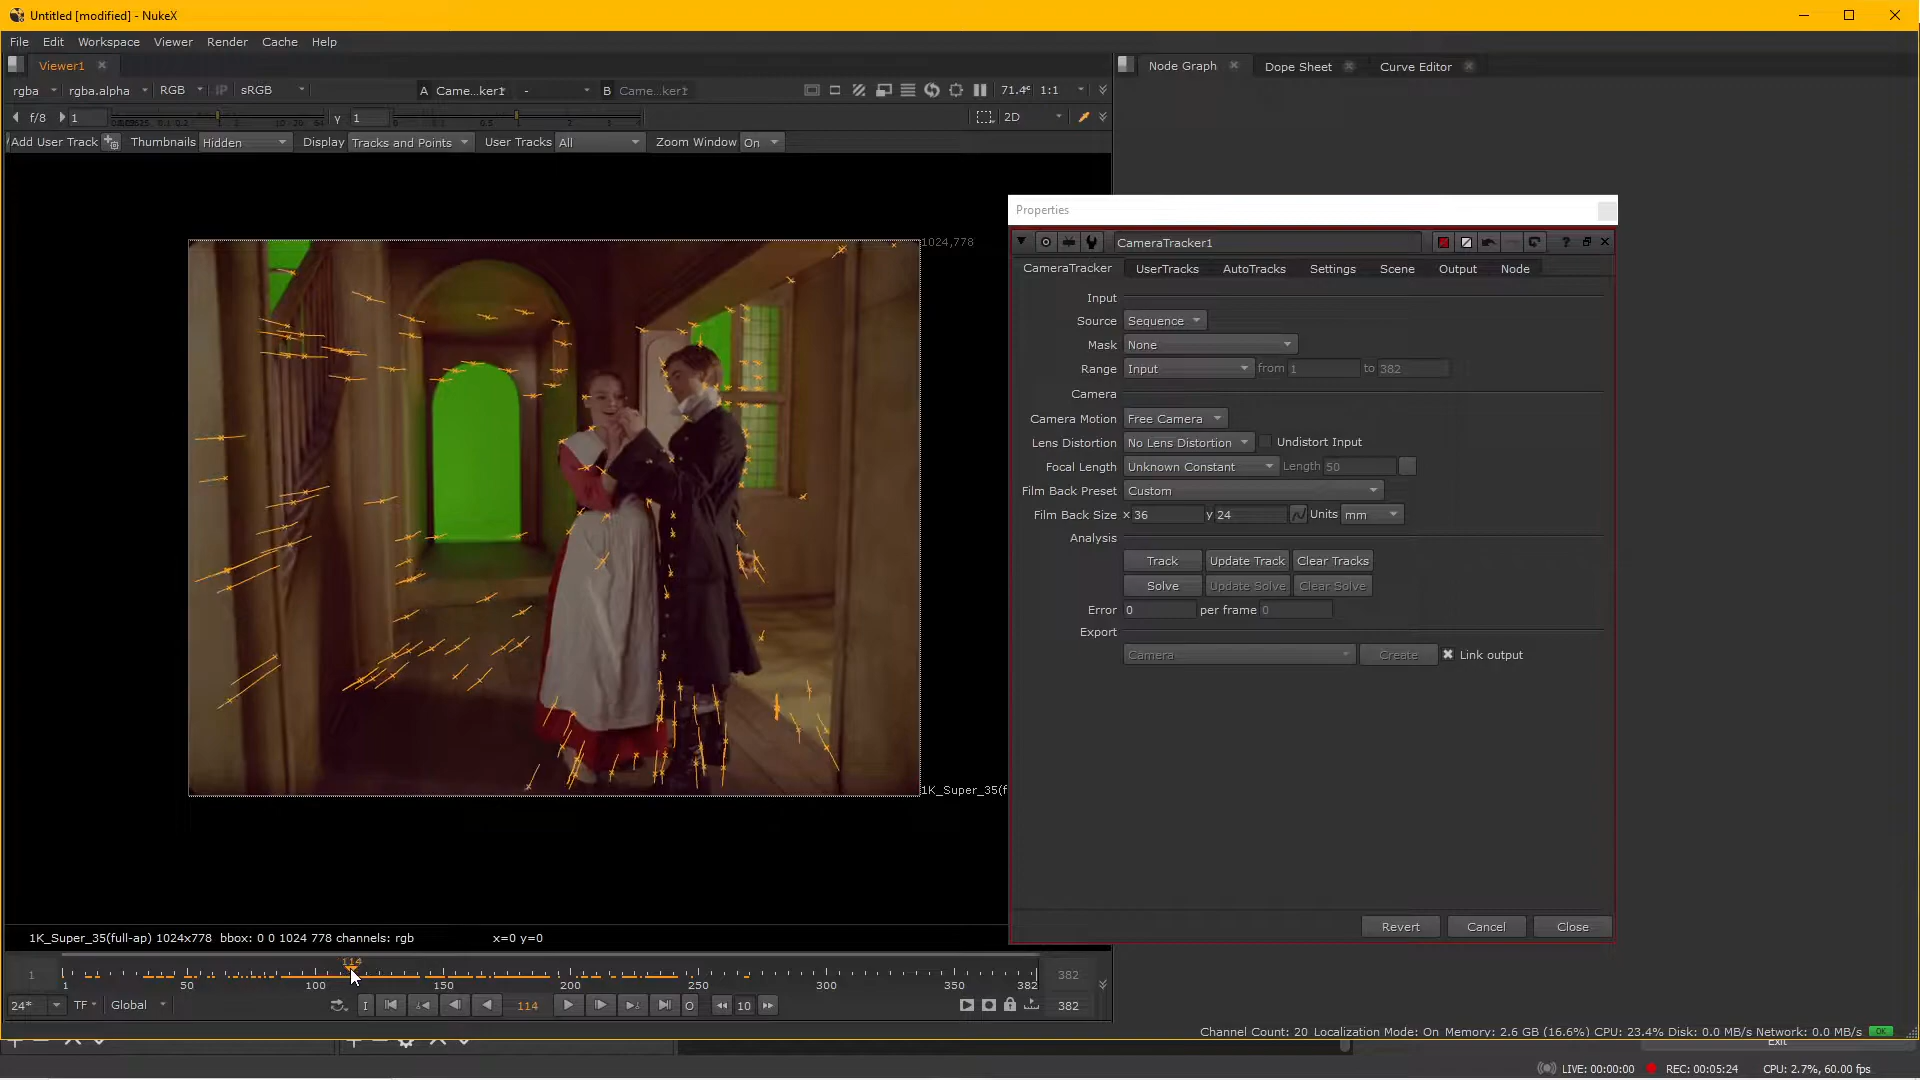 Untitled [modified] - NukeX
File Edit Workspace Viewer Render Cache Help
Viewer1
Node Graph Dope Sheet Curve Editor
rgba rgba.alpha RGB IP sRGB A Came...ker1 - B Came...ker1 1:1
f/8 1 γ 1 2D
Add User Track Thumbnails Hidden Display Tracks and Points User Tracks All Zoom Window On
1024,778
1K_Super_35(f
Properties
CameraTracker1
CameraTracker UserTracks AutoTracks Settings Scene Output Node
Input
Source Sequence
Mask None
Range Input from 1 to 382
Camera
Camera Motion Free Camera
Lens Distortion No Lens Distortion Undistort Input
Focal Length Unknown Constant Length 50
Film Back Preset Custom
Film Back Size x 36 y 24 Units mm
Analysis
Track Update Track Clear Tracks
Solve Update Solve Clear Solve
Error 0 per frame 0
Export
Camera Create Link output
Revert Cancel Close
1K_Super_35(full-ap) 1024x778 bbox: 0 0 1024 778 channels: rgb x=0 y=0
114
1 382
1 50 100 150 200 250 300 350 382
24* TF Global I 114 O 10 382
Channel Count: 20 Localization Mode: On Memory: 2.6 GB (16.6%) CPU: 23.4% Disk: 0.0 MB/s Network: 0.0 MB/s OK
Exit
LIVE: 00:00:00 REC: 00:05:24 CPU: 2.7%, 60.00 fps